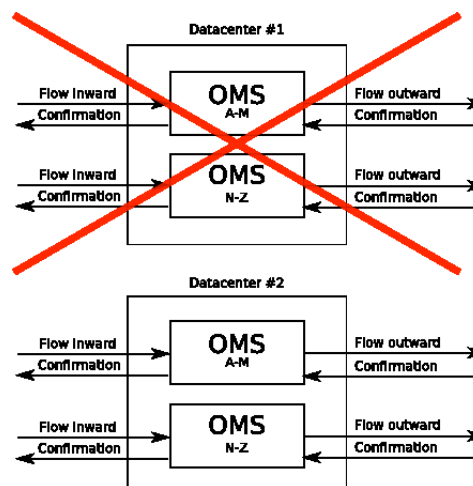 Datacenter #1
Flow Inward
Confirmation
OMS
A-M
Flow outward
Confirmation
Flow Inward
Confirmation
OMS
N-Z
Flow outward
Confirmation
Datacenter #2
Flow Inward
Confirmation
OMS
A-M
Flow outward
Confirmation
Flow Inward
Confirmation
OMS
N-Z
Flow outward
Confirmation